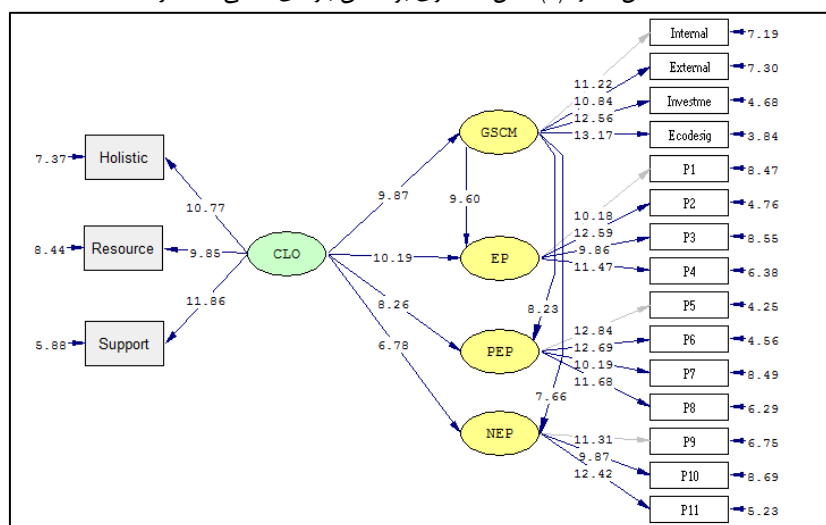 Internal
7.19
External
7.30
11.22
10.84
Investme
4.68
12.56
GSCM
13.17
Ecodesig
3.84
Holistic
7.37
P1
8.47
9.87
10.77
9.60
10.18
P2
4.76
12.59
Resource
8.44
9.85
CLO
10.19
EP
9.86
P3
8.55
11.47
P4
6.38
11.86
8.26
8.23
P5
4.25
12.84
Support
5.88
6.78
PEP
12.69
P6
4.56
10.19
P7
8.49
11.68
7.66
P8
6.29
NEP
11.31
P9
6.75
9.87
12.42
P10
8.69
P11
5.23